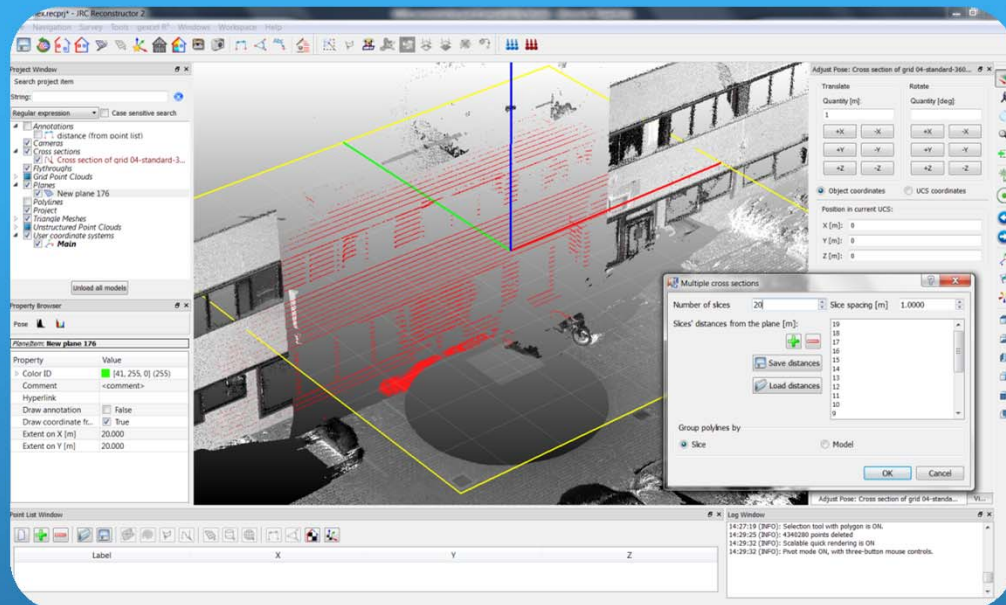 ex.recprj* - JRC Reconstructor 2
Navigation Survey Tools Windows Workspace Help
Project Window
Search project item
String:
Regular expression
Case sensitive search
Annotations
distance (from point list)
Cameras
Cross sections
Cross section of grid 04-standard-3...
Flythroughs
Grid Point Clouds
Planes
New plane 176
Polylines
Project
Triangle Meshes
Unstructured Point Clouds
User coordinate systems
Main
Unload all models
Property Browser
Pose
PlaneItem: New plane 176
Property Value
Color ID [41, 255, 0] (255)
Comment <comment>
Hyperlink
Draw annotation False
Draw coordinate fr... True
Extent on X [m] 20.000
Extent on Y [m] 20.000
Adjust Pose: Cross section of grid 04-standard-360...
Translate Rotate
Quantity [m]: Quantity [deg]:
1
+X -X +X -X
+Y -Y +Y -Y
+Z -Z +Z -Z
Object coordinates UCS coordinates
Position in current UCS:
X [m]: 0
Y [m]: 0
Z [m]: 0
Multiple cross sections
Number of slices 20 Slice spacing [m] 1.0000
Slices' distances from the plane [m]:
19
18
17
16
15
14
13
12
11
10
9
Save distances
Load distances
Group polylines by
Slice Model
OK Cancel
Adjust Pose: Cross section of grid 04-standa... Vi...
Point List Window
Label X Y Z
Log Window
14:27:19 (INFO): Selection tool with polygon is ON.
14:29:25 (INFO): 4340280 points deleted
14:29:32 (INFO): Scalable quick rendering is ON
14:29:32 (INFO): Pivot mode ON, with three-button mouse controls.